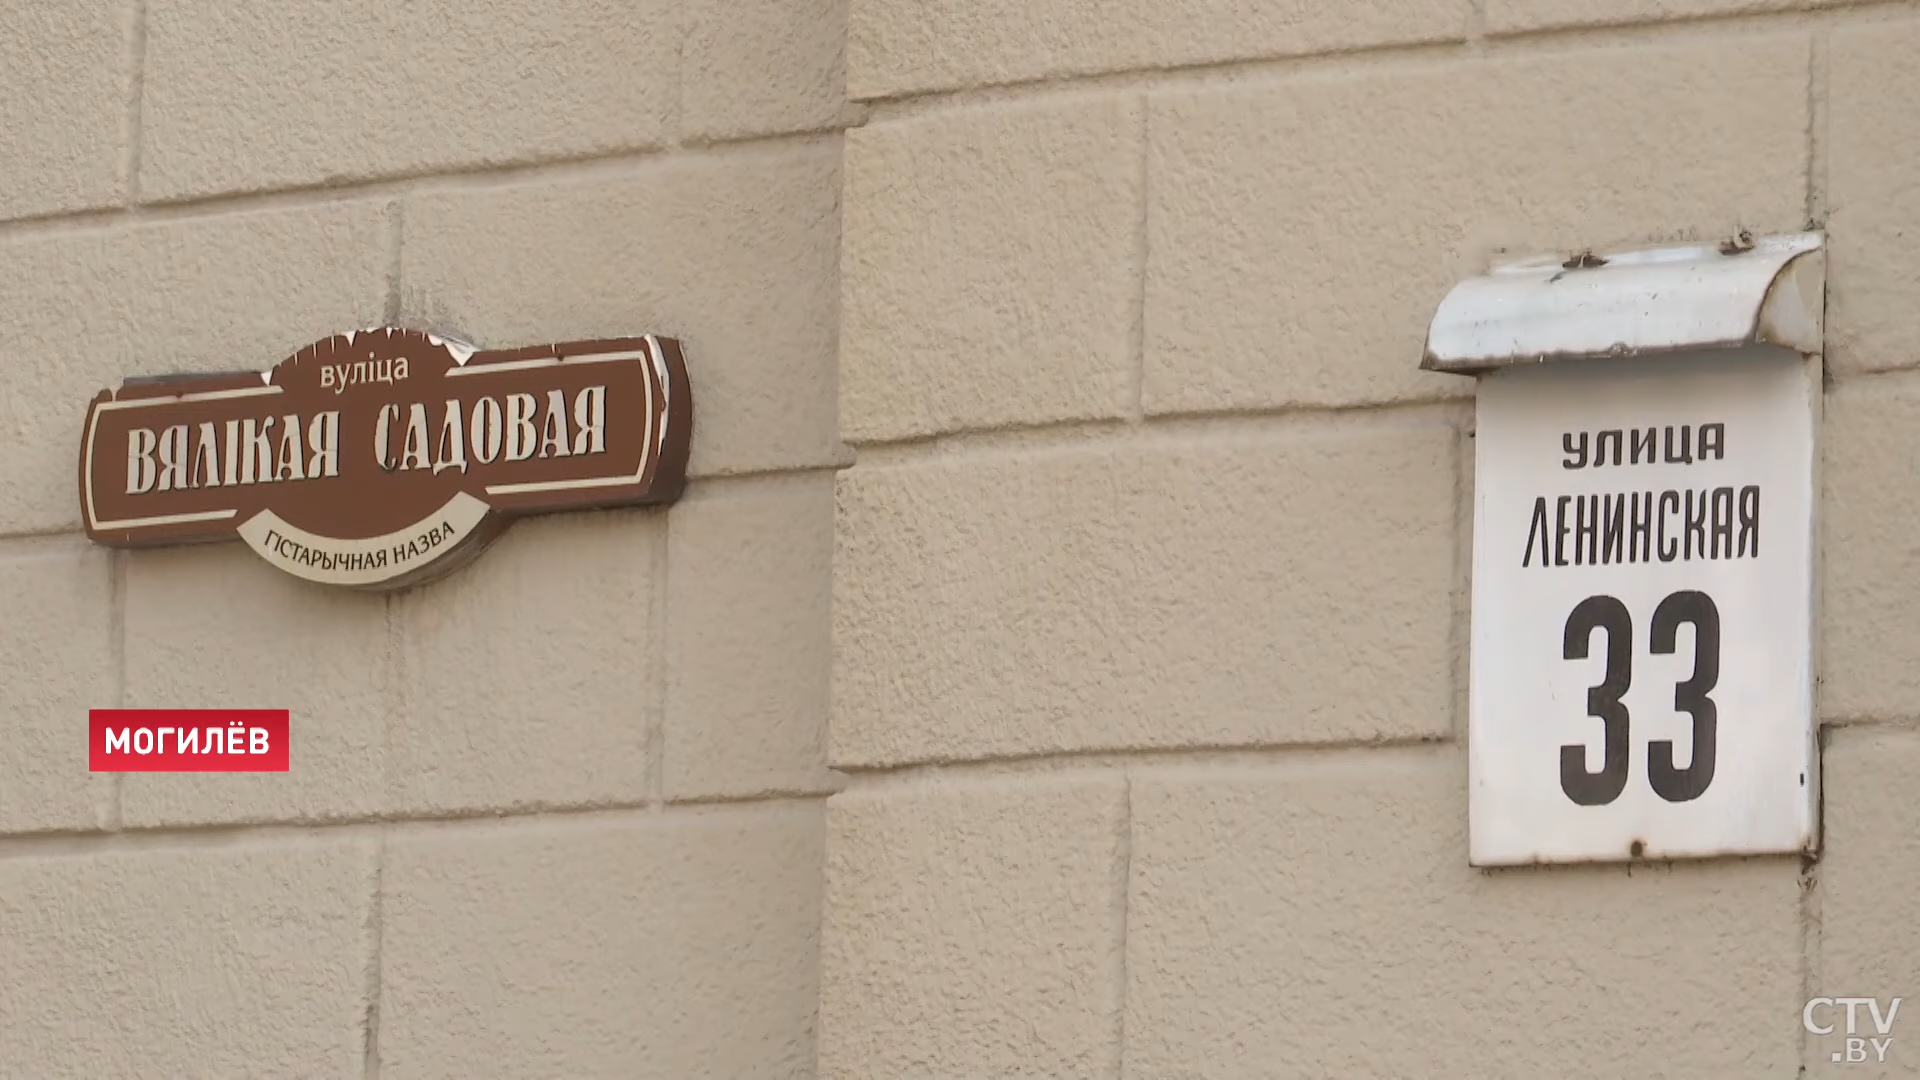 вуліца
ВЯЛІКАЯ САДОВАЯ
ГІСТАРЫЧНАЯ НАЗВА
УЛИЦА
ЛЕНИНСКАЯ
33
МОГИЛЁВ
CTV
.BY